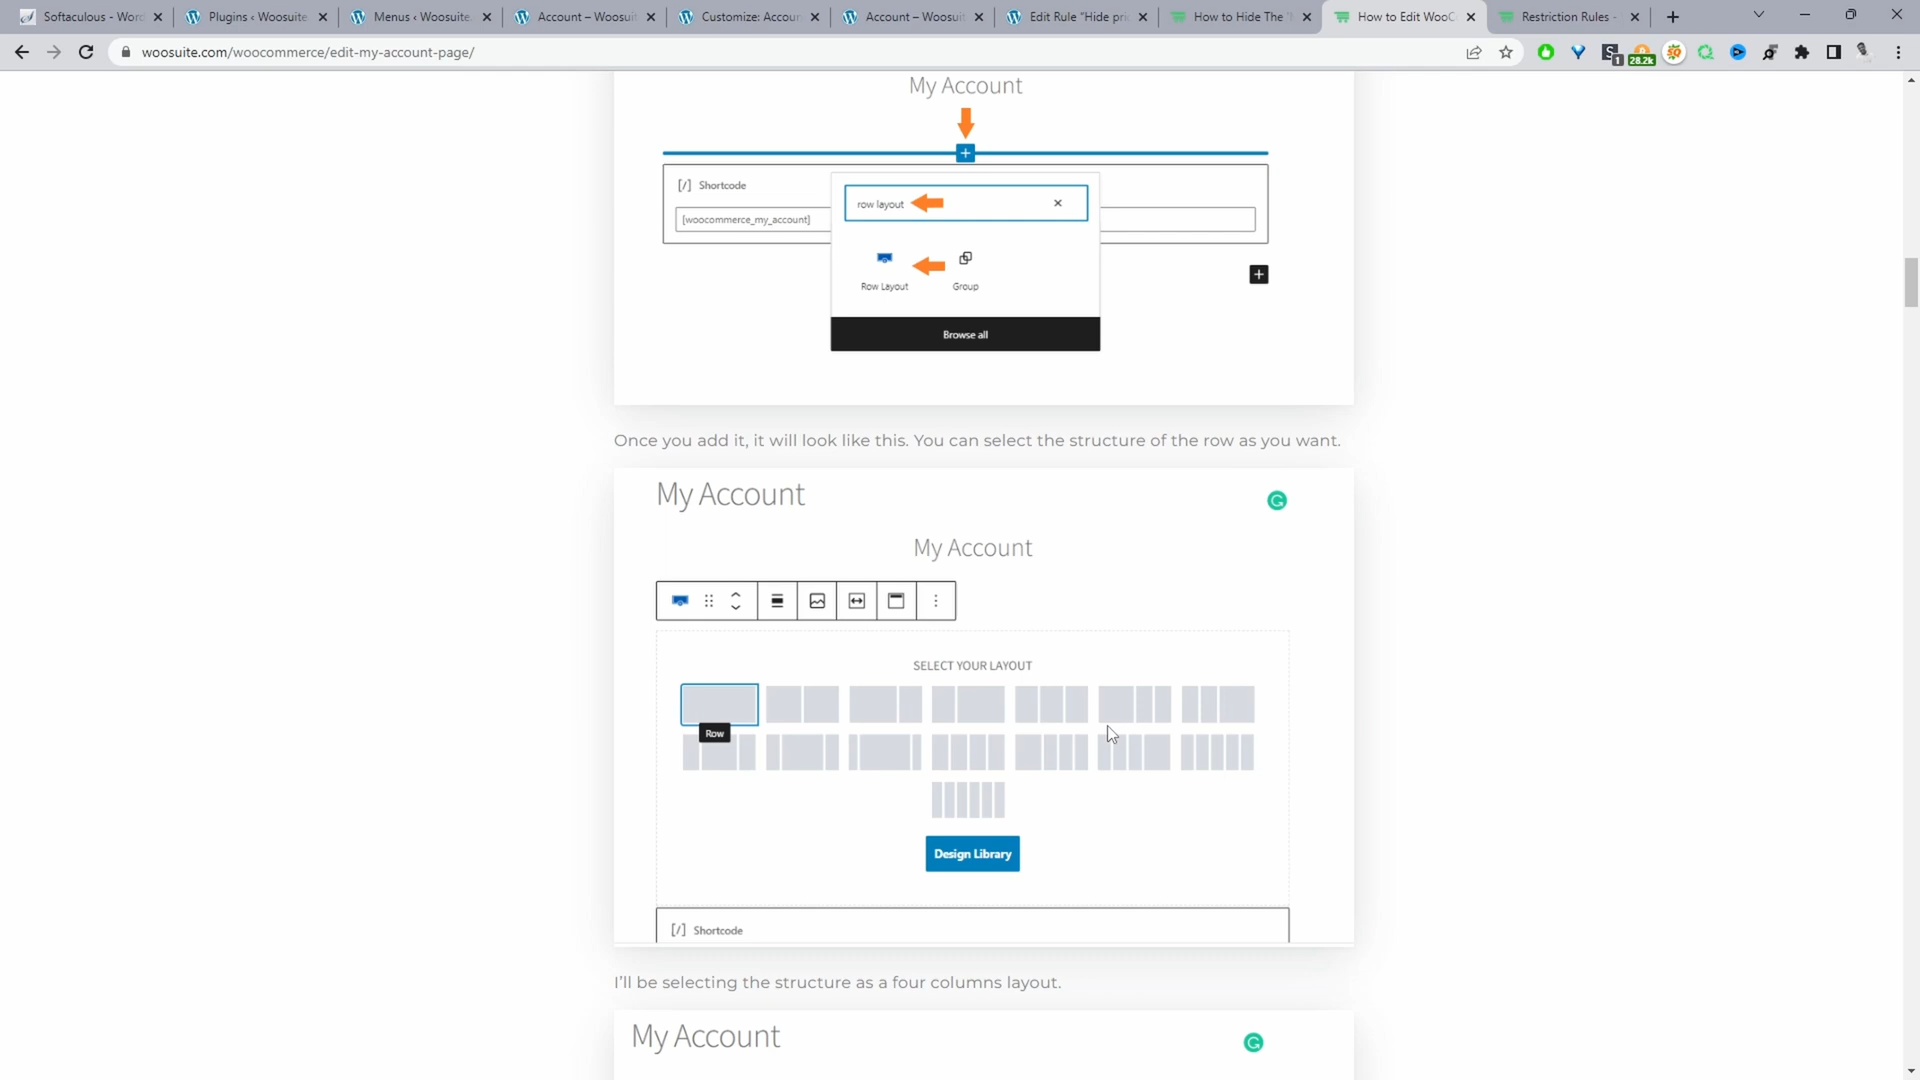 Softaculous - Word
Plugins ‹ Woosuite
Menus ‹ Woosuite
Account – Woosuit
Customize: Accoun
Account – Woosuit
Edit Rule "Hide pric
How to Hide The "
How to Edit WooC
Restriction Rules -
woosuite.com/woocommerce/edit-my-account-page/
1
28.2k
My Account
[/] Shortcode
row layout
[woocommerce_my_account]
Row Layout
Group
Browse all
Once you add it, it will look like this. You can select the structure of the row as you want.
My Account
My Account
SELECT YOUR LAYOUT
Row
Design Library
[/] Shortcode
I'll be selecting the structure as a four columns layout.
My Account